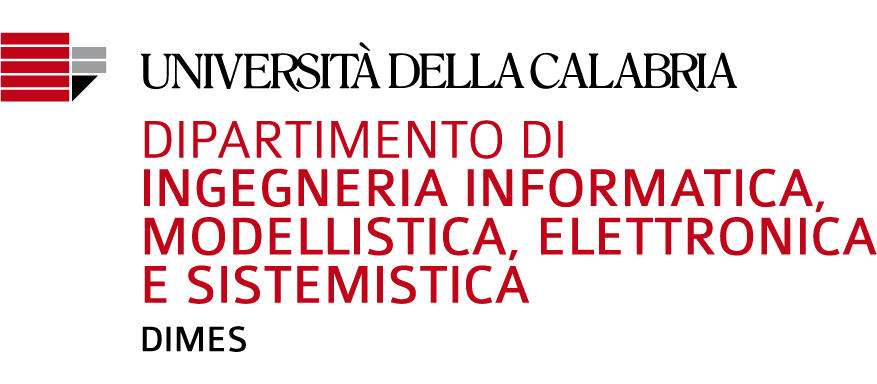 UNIVERSITÀ DELLA CALABRIA
DIPARTIMENTO DI
INGEGNERIA INFORMATICA,
MODELLISTICA, ELETTRONICA
E SISTEMISTICA
DIMES